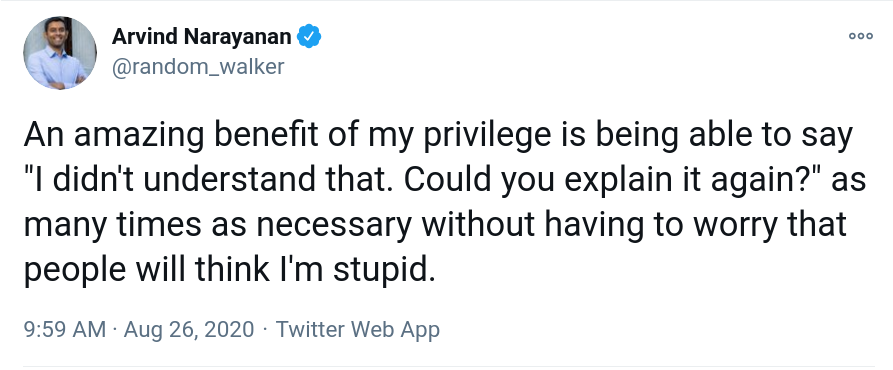 Arvind Narayanan
@random_walker
An amazing benefit of my privilege is being able to say
"I didn't understand that. Could you explain it again?" as
many times as necessary without having to worry that
people will think I'm stupid.
9:59 AM · Aug 26, 2020 · Twitter Web App